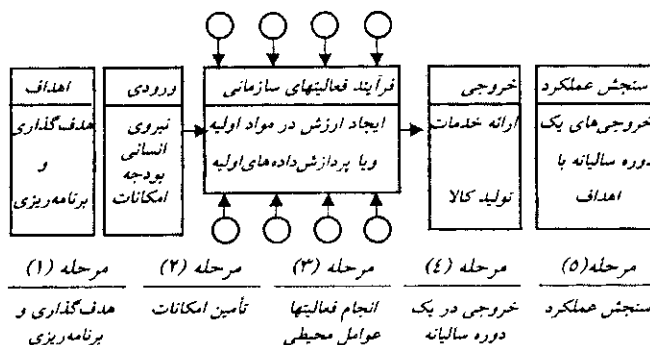 اهداف
هدف‌گذاری
و
برنامه‌ریزی
ورودی
نیروی
انسانی
بودجه
امکانات
فرآیند فعالیتهای سازمانی
ایجاد ارزش در مواد اولیه
ویا پردازش‌داده‌های‌اولیه
خروجی
ارائه خدمات
تولید کالا
سنجش عملکرد
خروجی‌های یک
دوره سالیانه با
اهداف
مرحله (۱)
هدف‌گذاری و
برنامه‌ریزی
مرحله (۲)
تأمین امکانات
مرحله (۳)
انجام فعالیتها
عوامل محیطی
مرحله (٤)
خروجی در یک
دوره سالیانه
مرحله(۵)
سنجش عملکرد